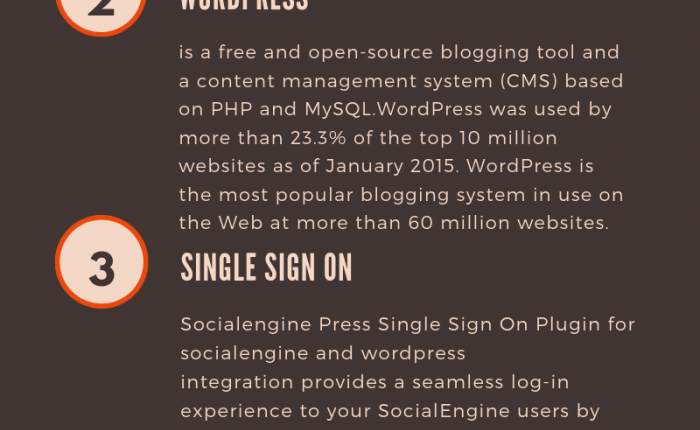 2
WORDPRESS
is a free and open-source blogging tool and
a content management system (CMS) based
on PHP and MySQL.WordPress was used by
more than 23.3% of the top 10 million
websites as of January 2015. WordPress is
the most popular blogging system in use on
the Web at more than 60 million websites.
3
SINGLE SIGN ON
Socialengine Press Single Sign On Plugin for
socialengine and wordpress
integration provides a seamless log-in
experience to your SocialEngine users by